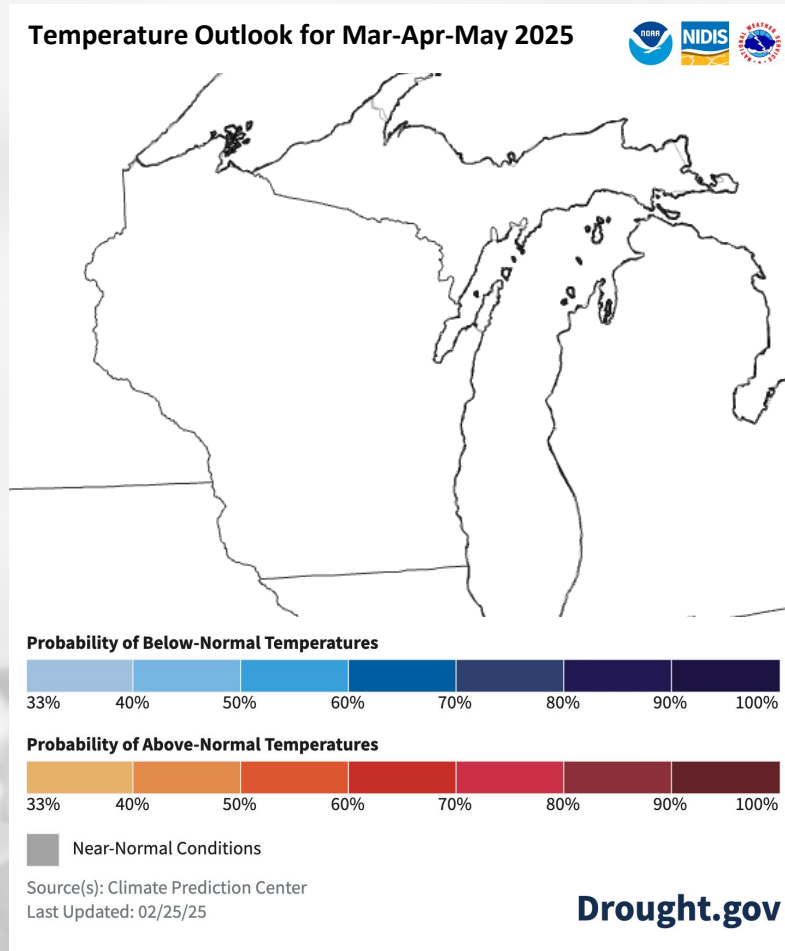 Temperature Outlook for Mar-Apr-May 2025
NOAA
NIDIS
Probability of Below-Normal Temperatures
33% 40% 50% 60% 70% 80% 90% 100%
Probability of Above-Normal Temperatures
33% 40% 50% 60% 70% 80% 90% 100%
Near-Normal Conditions
Source(s): Climate Prediction Center
Last Updated: 02/25/25
Drought.gov